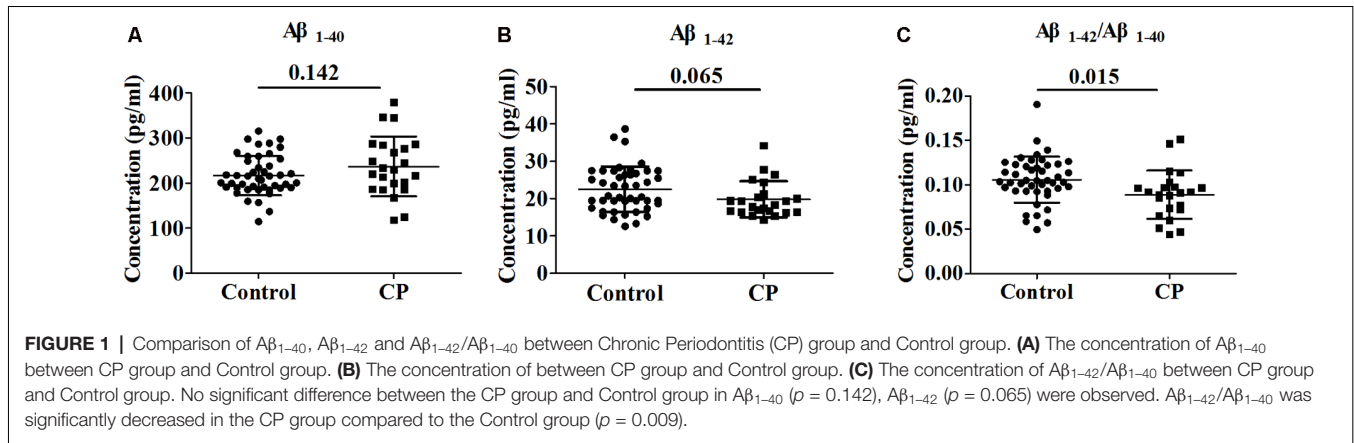 A
Aβ 1–40
0.142
Concentration (pg/ml)
400
300
200
100
0
Control
CP
B
Aβ 1–42
0.065
Concentration (pg/ml)
50
40
30
20
10
0
Control
CP
C
Aβ 1–42/Aβ 1–40
0.015
Concentration (pg/ml)
0.20
0.15
0.10
0.05
0.00
Control
CP
FIGURE 1 | Comparison of Aβ1–40, Aβ1–42 and Aβ1–42/Aβ1–40 between Chronic Periodontitis (CP) group and Control group. (A) The concentration of Aβ1–40
between CP group and Control group. (B) The concentration of between CP group and Control group. (C) The concentration of Aβ1–42/Aβ1–40 between CP group
and Control group. No significant difference between the CP group and Control group in Aβ1–40 (p = 0.142), Aβ1–42 (p = 0.065) were observed. Aβ1–42/Aβ1–40 was
significantly decreased in the CP group compared to the Control group (p = 0.009).